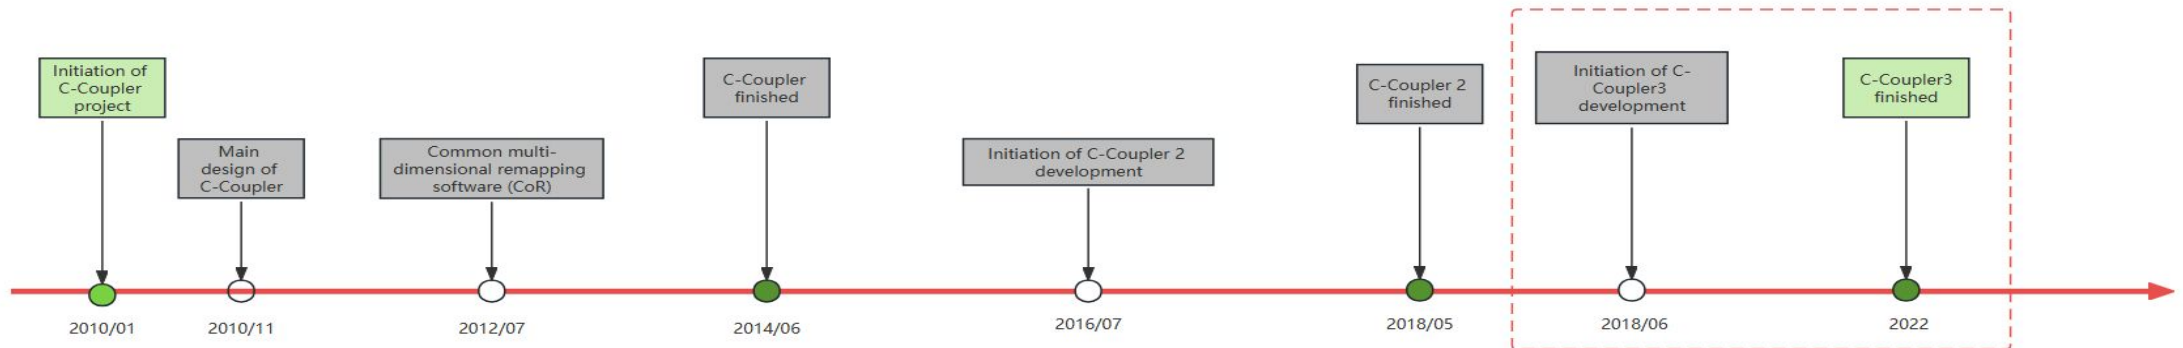 Initiation of
C-Coupler
project
Main
design of
C-Coupler
Common multi-
dimensional remapping
software (CoR)
C-Coupler
finished
Initiation of C-Coupler 2
development
C-Coupler 2
finished
Initiation of C-
Coupler3
development
C-Coupler3
finished
2010/01
2010/11
2012/07
2014/06
2016/07
2018/05
2018/06
2022